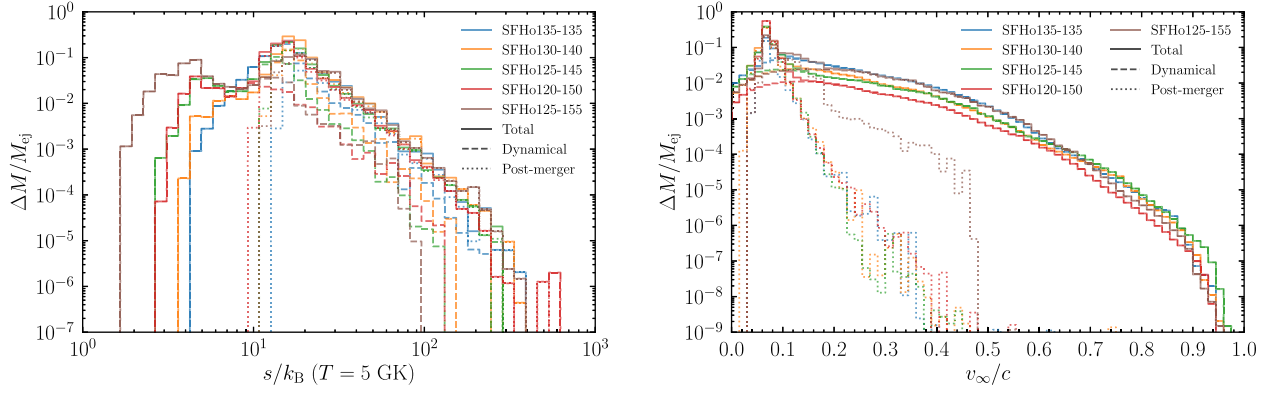 10^0
10^{-1}
10^{-2}
10^{-3}
10^{-4}
10^{-5}
10^{-6}
10^{-7}
ΔM/M_ej
10^0
10^1
10^2
10^3
s/k_B (T = 5 GK)
SFHo135-135
SFHo130-140
SFHo125-145
SFHo120-150
SFHo125-155
Total
Dynamical
Post-merger
10^0
10^{-1}
10^{-2}
10^{-3}
10^{-4}
10^{-5}
10^{-6}
10^{-7}
10^{-8}
10^{-9}
ΔM/M_ej
0.0 0.1 0.2 0.3 0.4 0.5 0.6 0.7 0.8 0.9 1.0
v_∞/c
SFHo135-135
SFHo130-140
SFHo125-145
SFHo120-150
SFHo125-155
Total
Dynamical
Post-merger